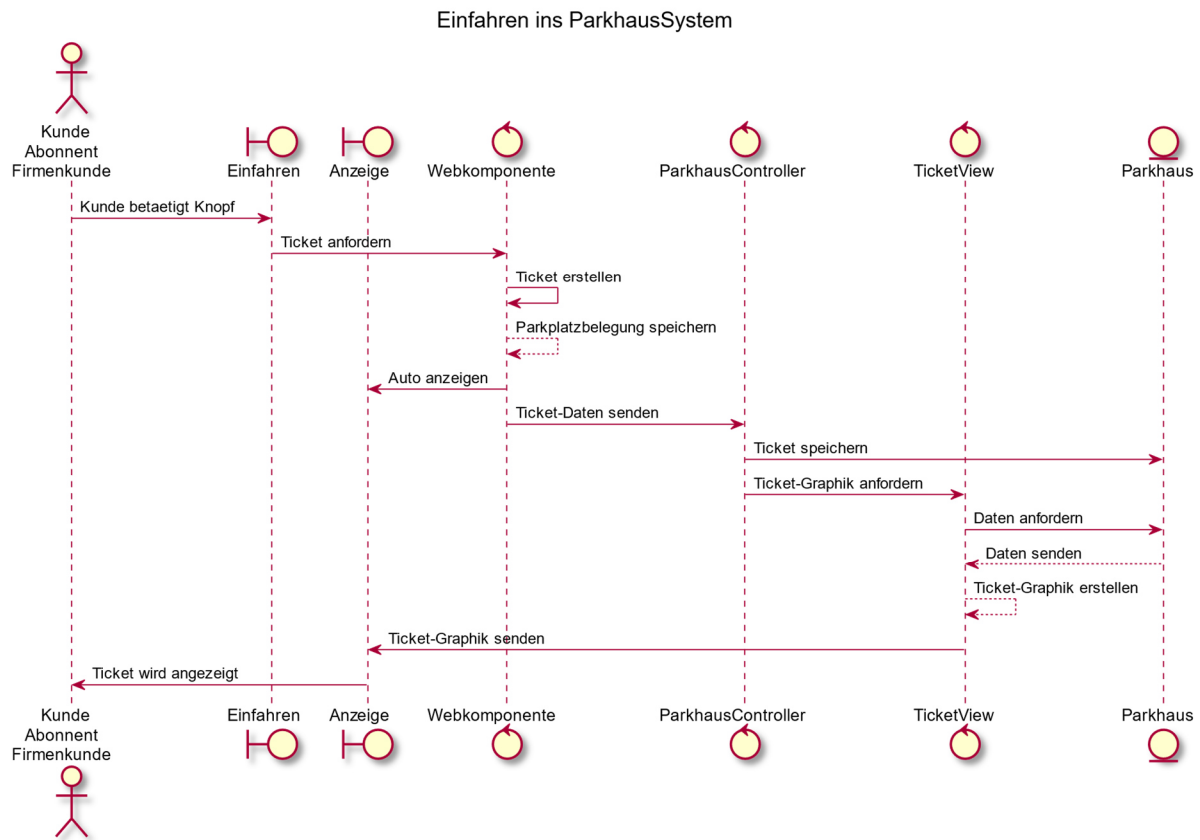 Einfahren ins ParkhausSystem
Kunde
Abonnent
Firmenkunde
Einfahren
Anzeige
Webkomponente
ParkhausController
TicketView
Parkhaus
Kunde betaetigt Knopf
Ticket anfordern
Ticket erstellen
Parkplatzbelegung speichern
Auto anzeigen
Ticket-Daten senden
Ticket speichern
Ticket-Graphik anfordern
Daten anfordern
Daten senden
Ticket-Graphik erstellen
Ticket-Graphik senden
Ticket wird angezeigt
Kunde
Abonnent
Firmenkunde
Einfahren
Anzeige
Webkomponente
ParkhausController
TicketView
Parkhaus